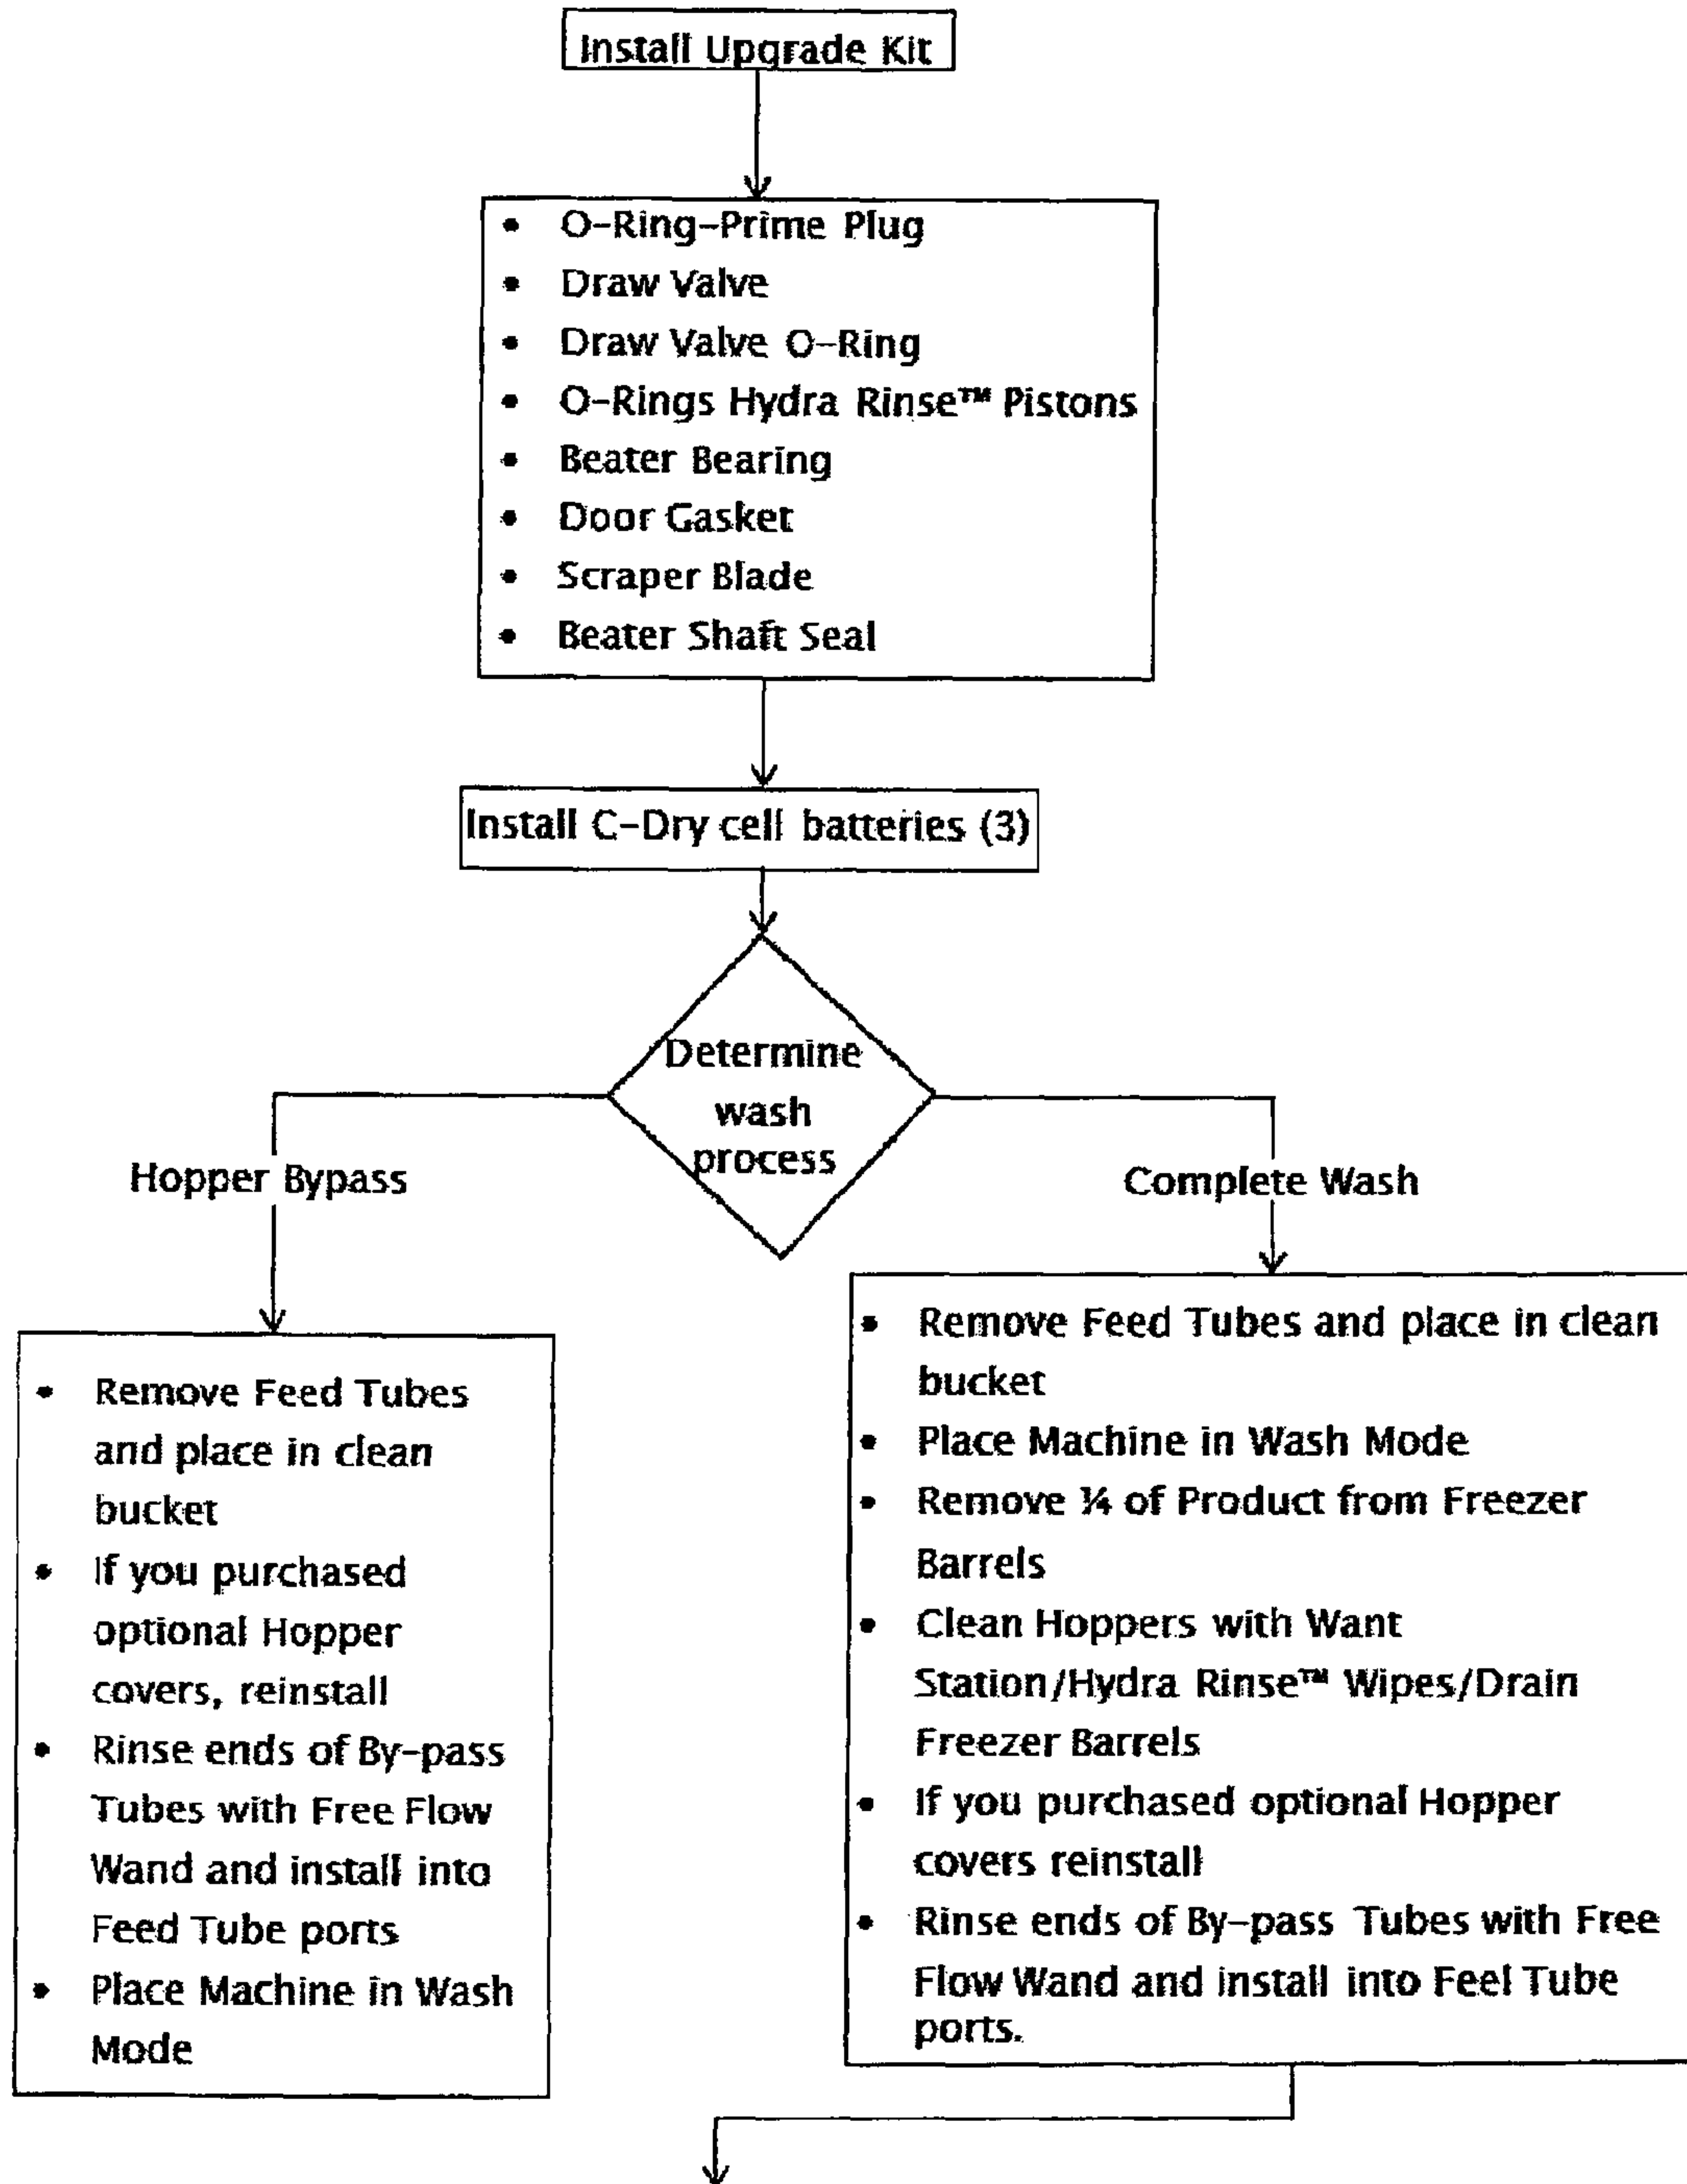 Install Upgrade Kit
• O-Ring-Prime Plug
• Draw Valve
• Draw Valve O-Ring
• O-Rings Hydra Rinse™ Pistons
• Beater Bearing
• Door Gasket
• Scraper Blade
• Beater Shaft Seal
Install C-Dry cell batteries (3)
Determine
wash
process
Hopper Bypass
• Remove Feed Tubes
and place in clean
bucket
• If you purchased
optional Hopper
covers, reinstall
• Rinse ends of By-pass
Tubes with Free Flow
Wand and install into
Feed Tube ports
• Place Machine in Wash
Mode
Complete Wash
• Remove Feed Tubes and place in clean
bucket
• Place Machine in Wash Mode
• Remove ¼ of Product from Freezer
Barrels
• Clean Hoppers with Want
Station/Hydra Rinse™ Wipes/Drain
Freezer Barrels
• If you purchased optional Hopper
covers reinstall
• Rinse ends of By-pass Tubes with Free
Flow Wand and install into Feel Tube
ports.